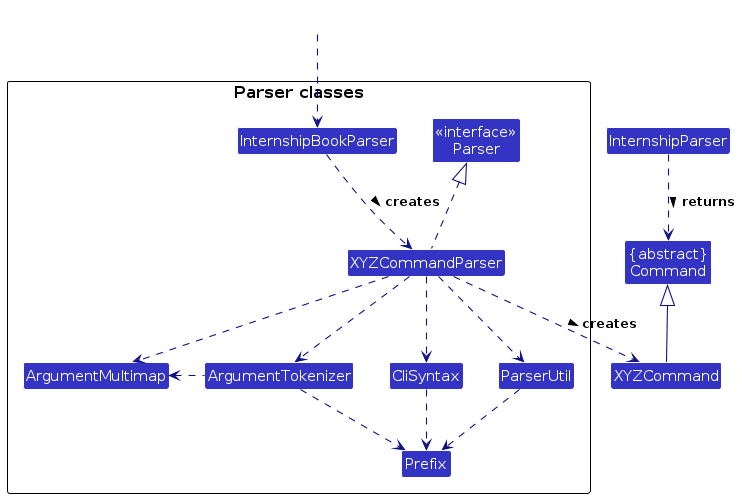 Parser classes
InternshipBookParser
«interface»
Parser
InternshipParser
creates
returns
XYZCommandParser
{abstract}
Command
creates
ArgumentMultimap
ArgumentTokenizer
CliSyntax
ParserUtil
XYZCommand
Prefix